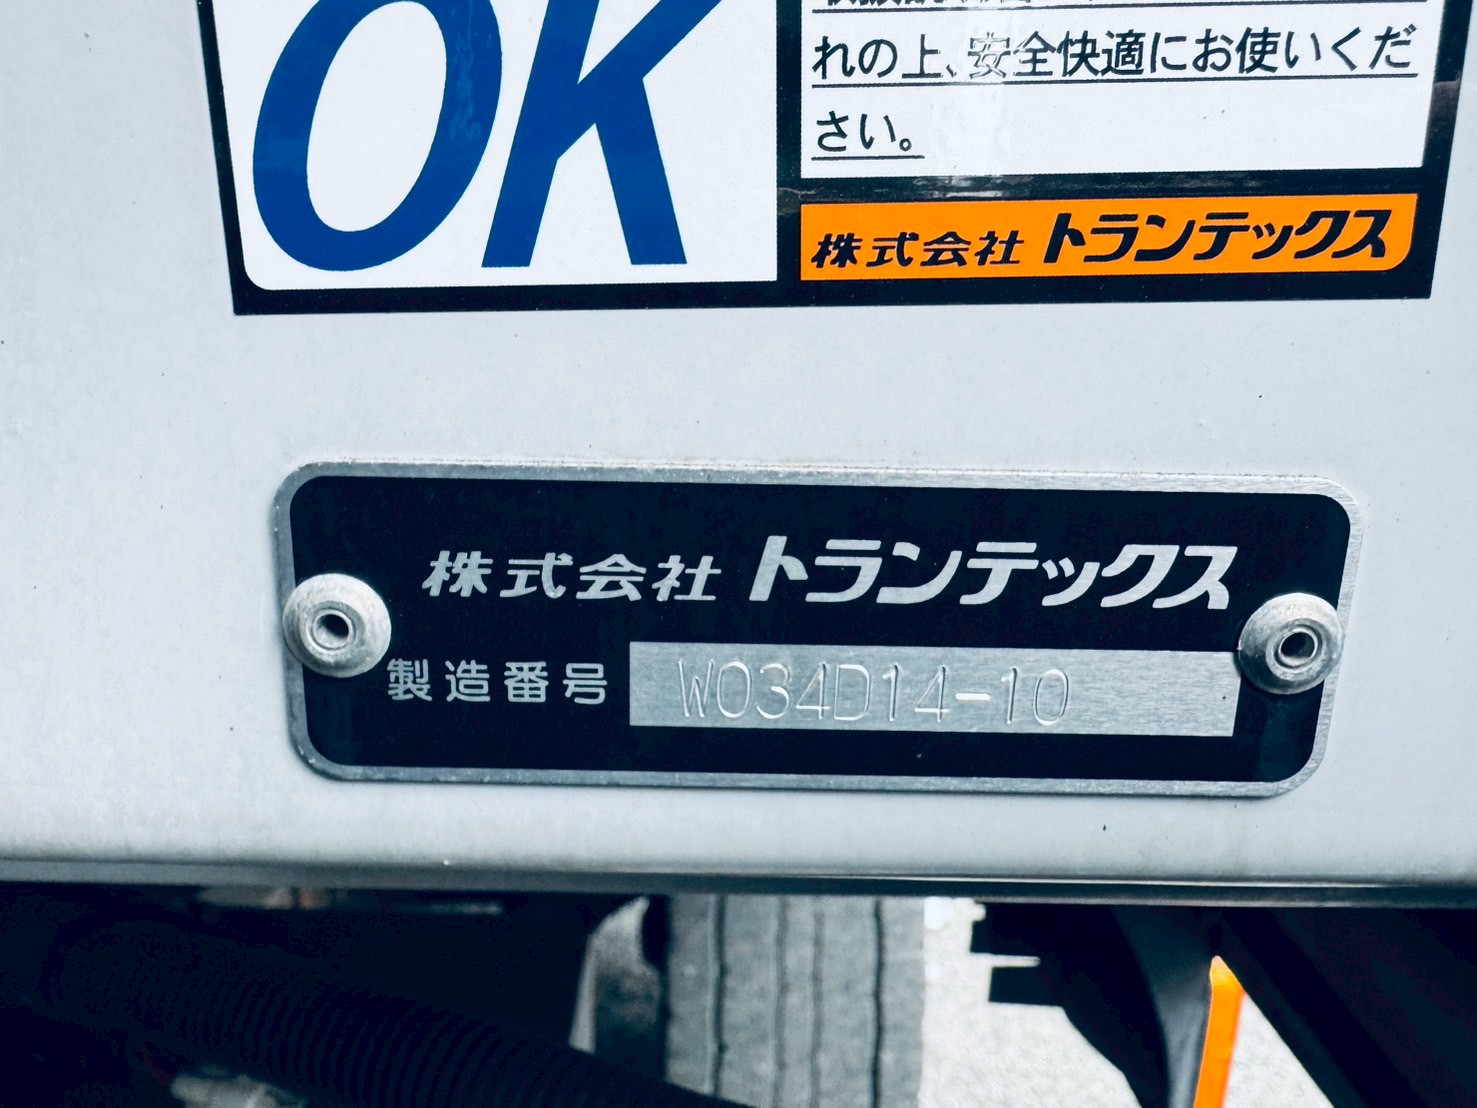 OK
れの上、安全快適にお使いくだ
さい。
株式会社 トランテックス
株式会社 トランテックス
製造番号 W034D14-10